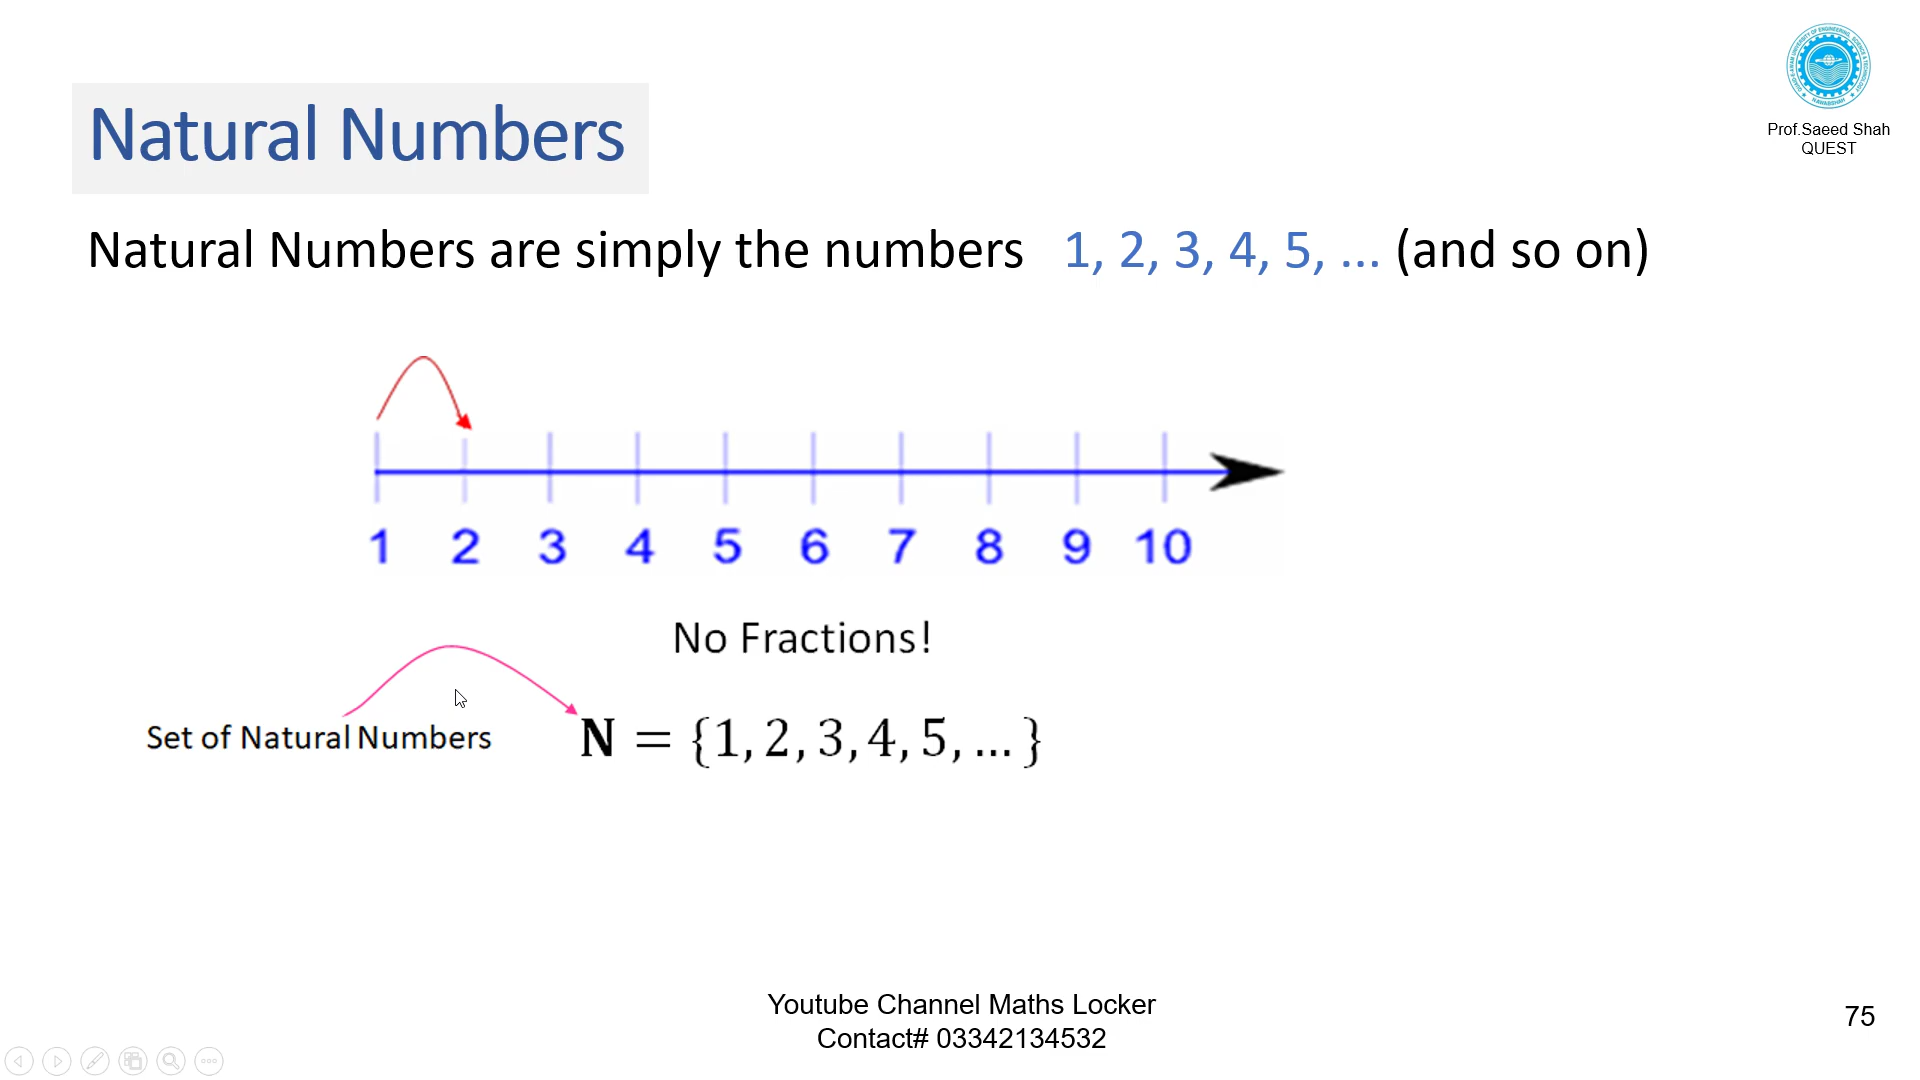 Prof.Saeed Shah
QUEST
Natural Numbers
Natural Numbers are simply the numbers 1, 2, 3, 4, 5, ... (and so on)
1 2 3 4 5 6 7 8 9 10
No Fractions!
Set of Natural Numbers N = {1, 2, 3, 4, 5, ... }
Youtube Channel Maths Locker
Contact# 03342134532
75